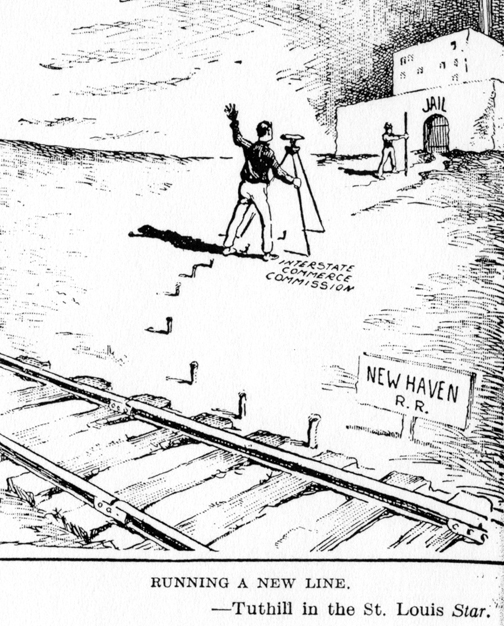 JAIL
INTERSTATE
COMMERCE
COMMISSION
NEW HAVEN
R. R.
RUNNING A NEW LINE.
—Tuthill in the St. Louis Star.